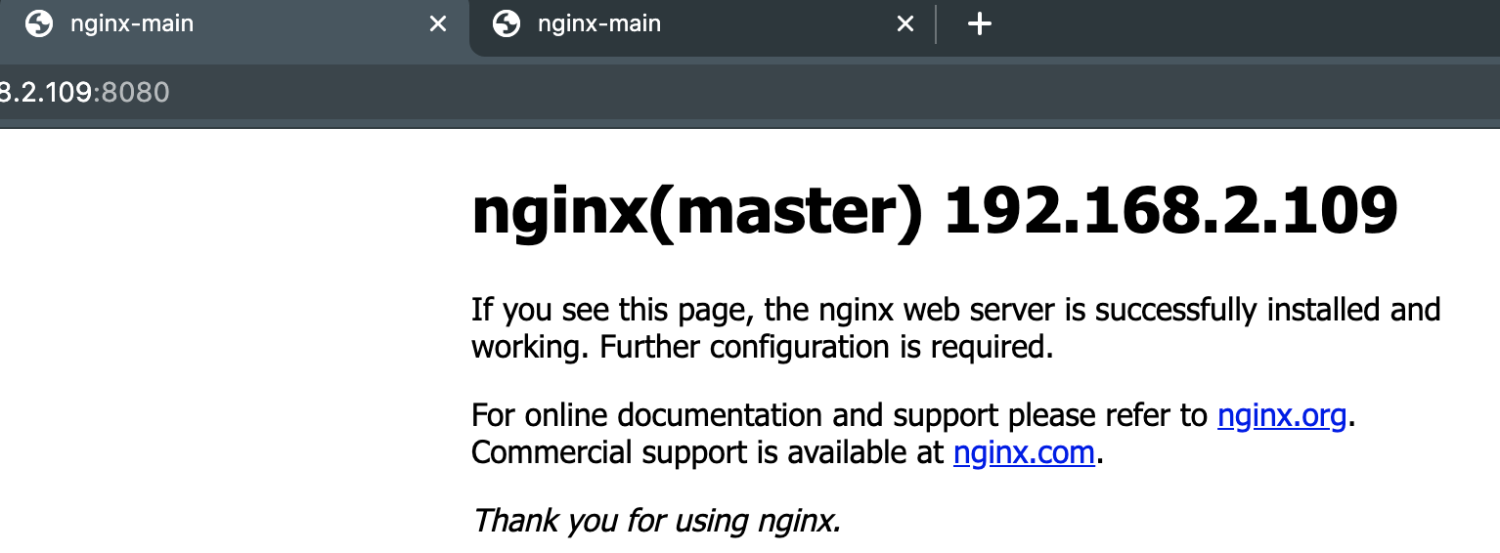 nginx-main
nginx-main
8.2.109:8080
nginx(master) 192.168.2.109
If you see this page, the nginx web server is successfully installed and
working. Further configuration is required.
For online documentation and support please refer to nginx.org.
Commercial support is available at nginx.com.
Thank you for using nginx.